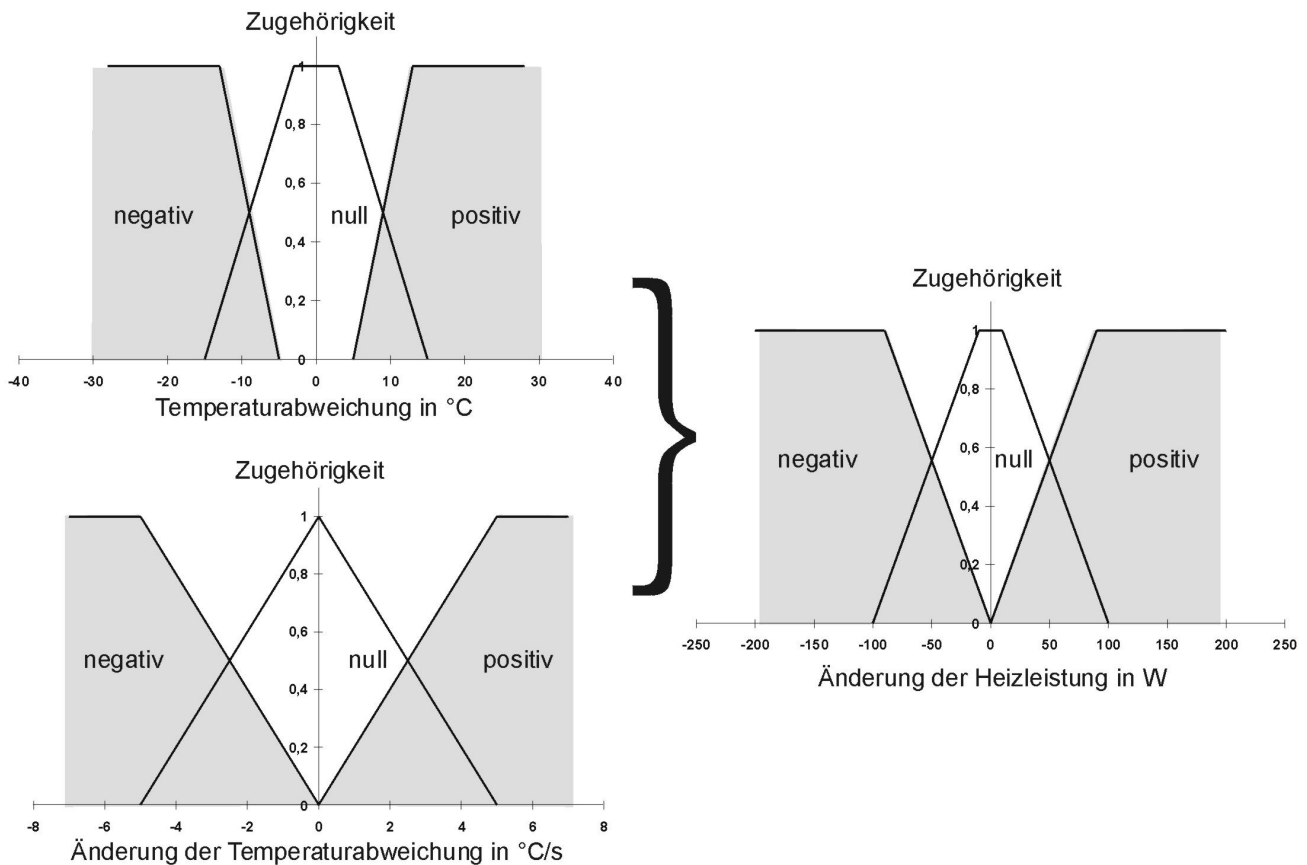 Zugehörigkeit
1
0,8
0,6
negativ null positiv
0,4
0,2
0
-40 -30 -20 -10 0 10 20 30 40
Temperaturabweichung in °C
Zugehörigkeit
1
0,8
0,6
negativ null positiv
0,4
0,2
0
-8 -6 -4 -2 0 2 4 6 8
Änderung der Temperaturabweichung in °C/s
}
Zugehörigkeit
1
0,8
0,6
negativ null positiv
0,4
0,2
0
-250 -200 -150 -100 -50 0 50 100 150 200 250
Änderung der Heizleistung in W